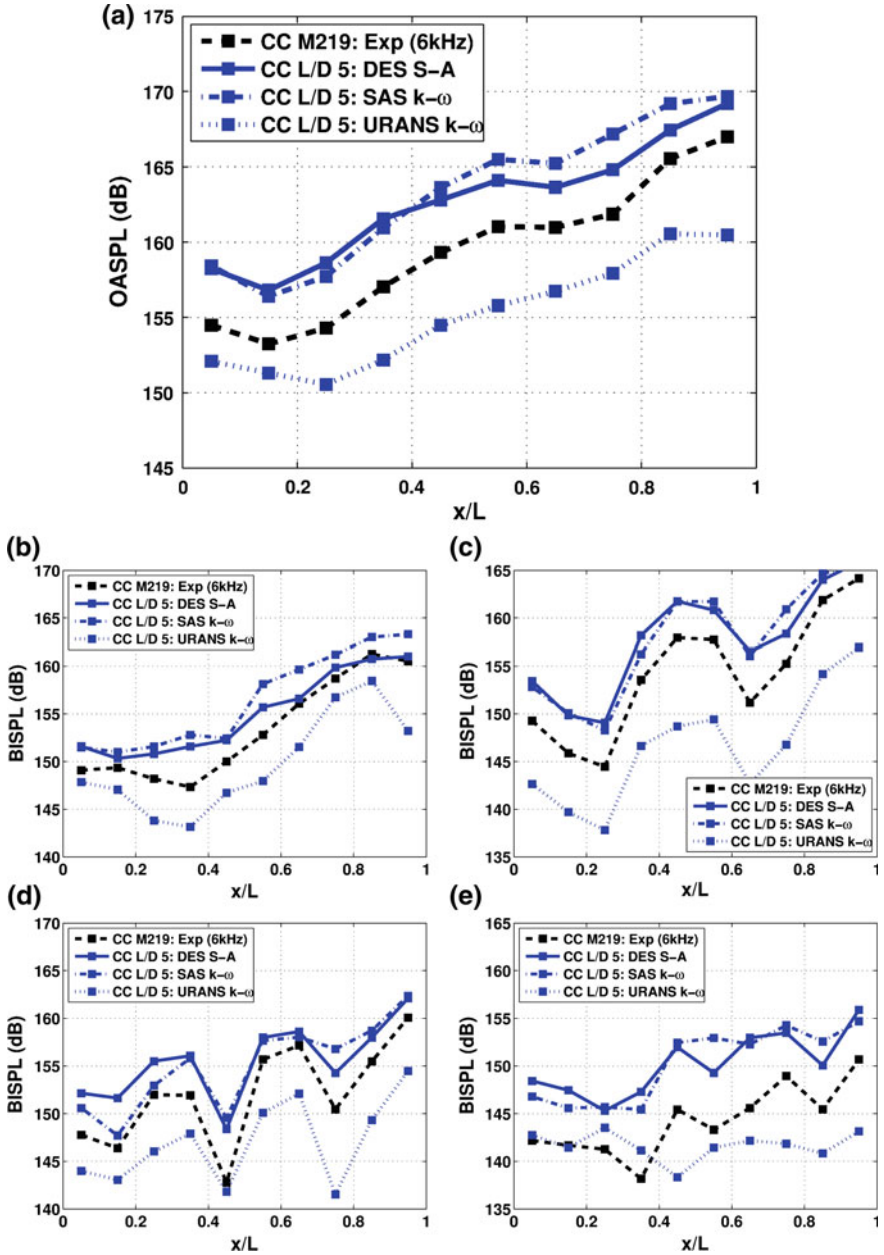 (a)
175
170
165
160
155
150
145
OASPL (dB)
CC M219: Exp (6kHz)
CC L/D 5: DES S-A
CC L/D 5: SAS k-ω
CC L/D 5: URANS k-ω
0 0.2 0.4 0.6 0.8 1
x/L
(b)
170
165
160
155
150
145
140
BISPL (dB)
CC M219: Exp (6kHz)
CC L/D 5: DES S-A
CC L/D 5: SAS k-ω
CC L/D 5: URANS k-ω
0 0.2 0.4 0.6 0.8 1
x/L
(c)
165
160
155
150
145
140
135
BISPL (dB)
CC M219: Exp (6kHz)
CC L/D 5: DES S-A
CC L/D 5: SAS k-ω
CC L/D 5: URANS k-ω
0 0.2 0.4 0.6 0.8 1
x/L
(d)
170
165
160
155
150
145
140
BISPL (dB)
CC M219: Exp (6kHz)
CC L/D 5: DES S-A
CC L/D 5: SAS k-ω
CC L/D 5: URANS k-ω
0 0.2 0.4 0.6 0.8 1
x/L
(e)
165
160
155
150
145
140
135
BISPL (dB)
CC M219: Exp (6kHz)
CC L/D 5: DES S-A
CC L/D 5: SAS k-ω
CC L/D 5: URANS k-ω
0 0.2 0.4 0.6 0.8 1
x/L